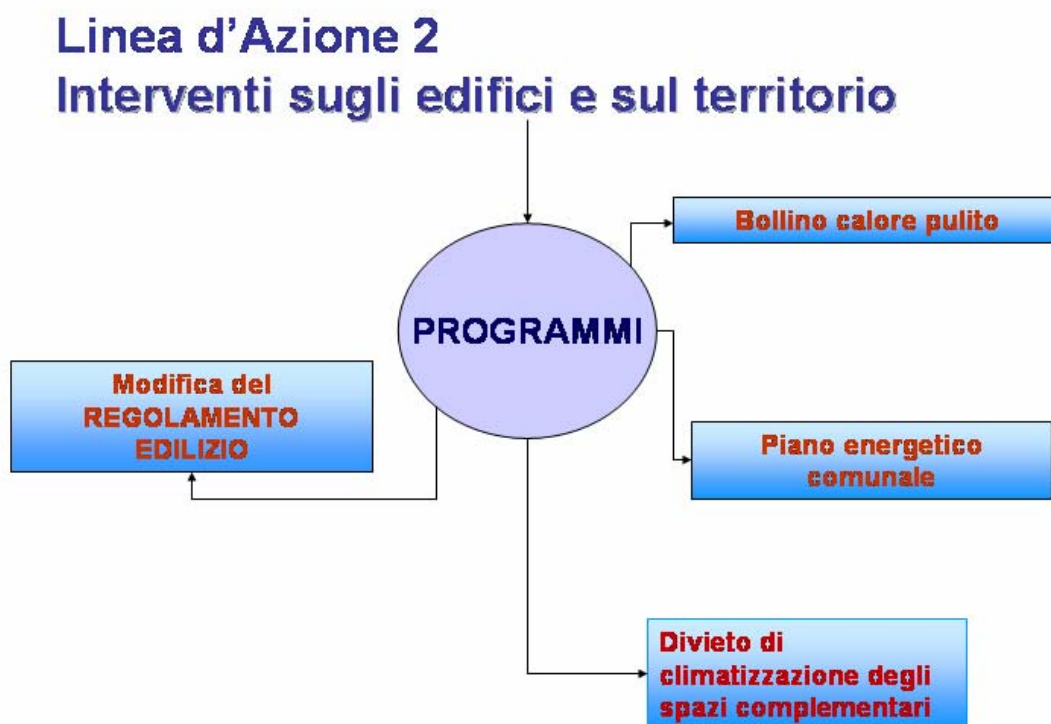 Linea d'Azione 2
Interventi sugli edifici e sul territorio
Bollino calore pulito
PROGRAMMI
Modifica del
REGOLAMENTO
EDILIZIO
Piano energetico
comunale
Divieto di
climatizzazione degli
spazi complementari